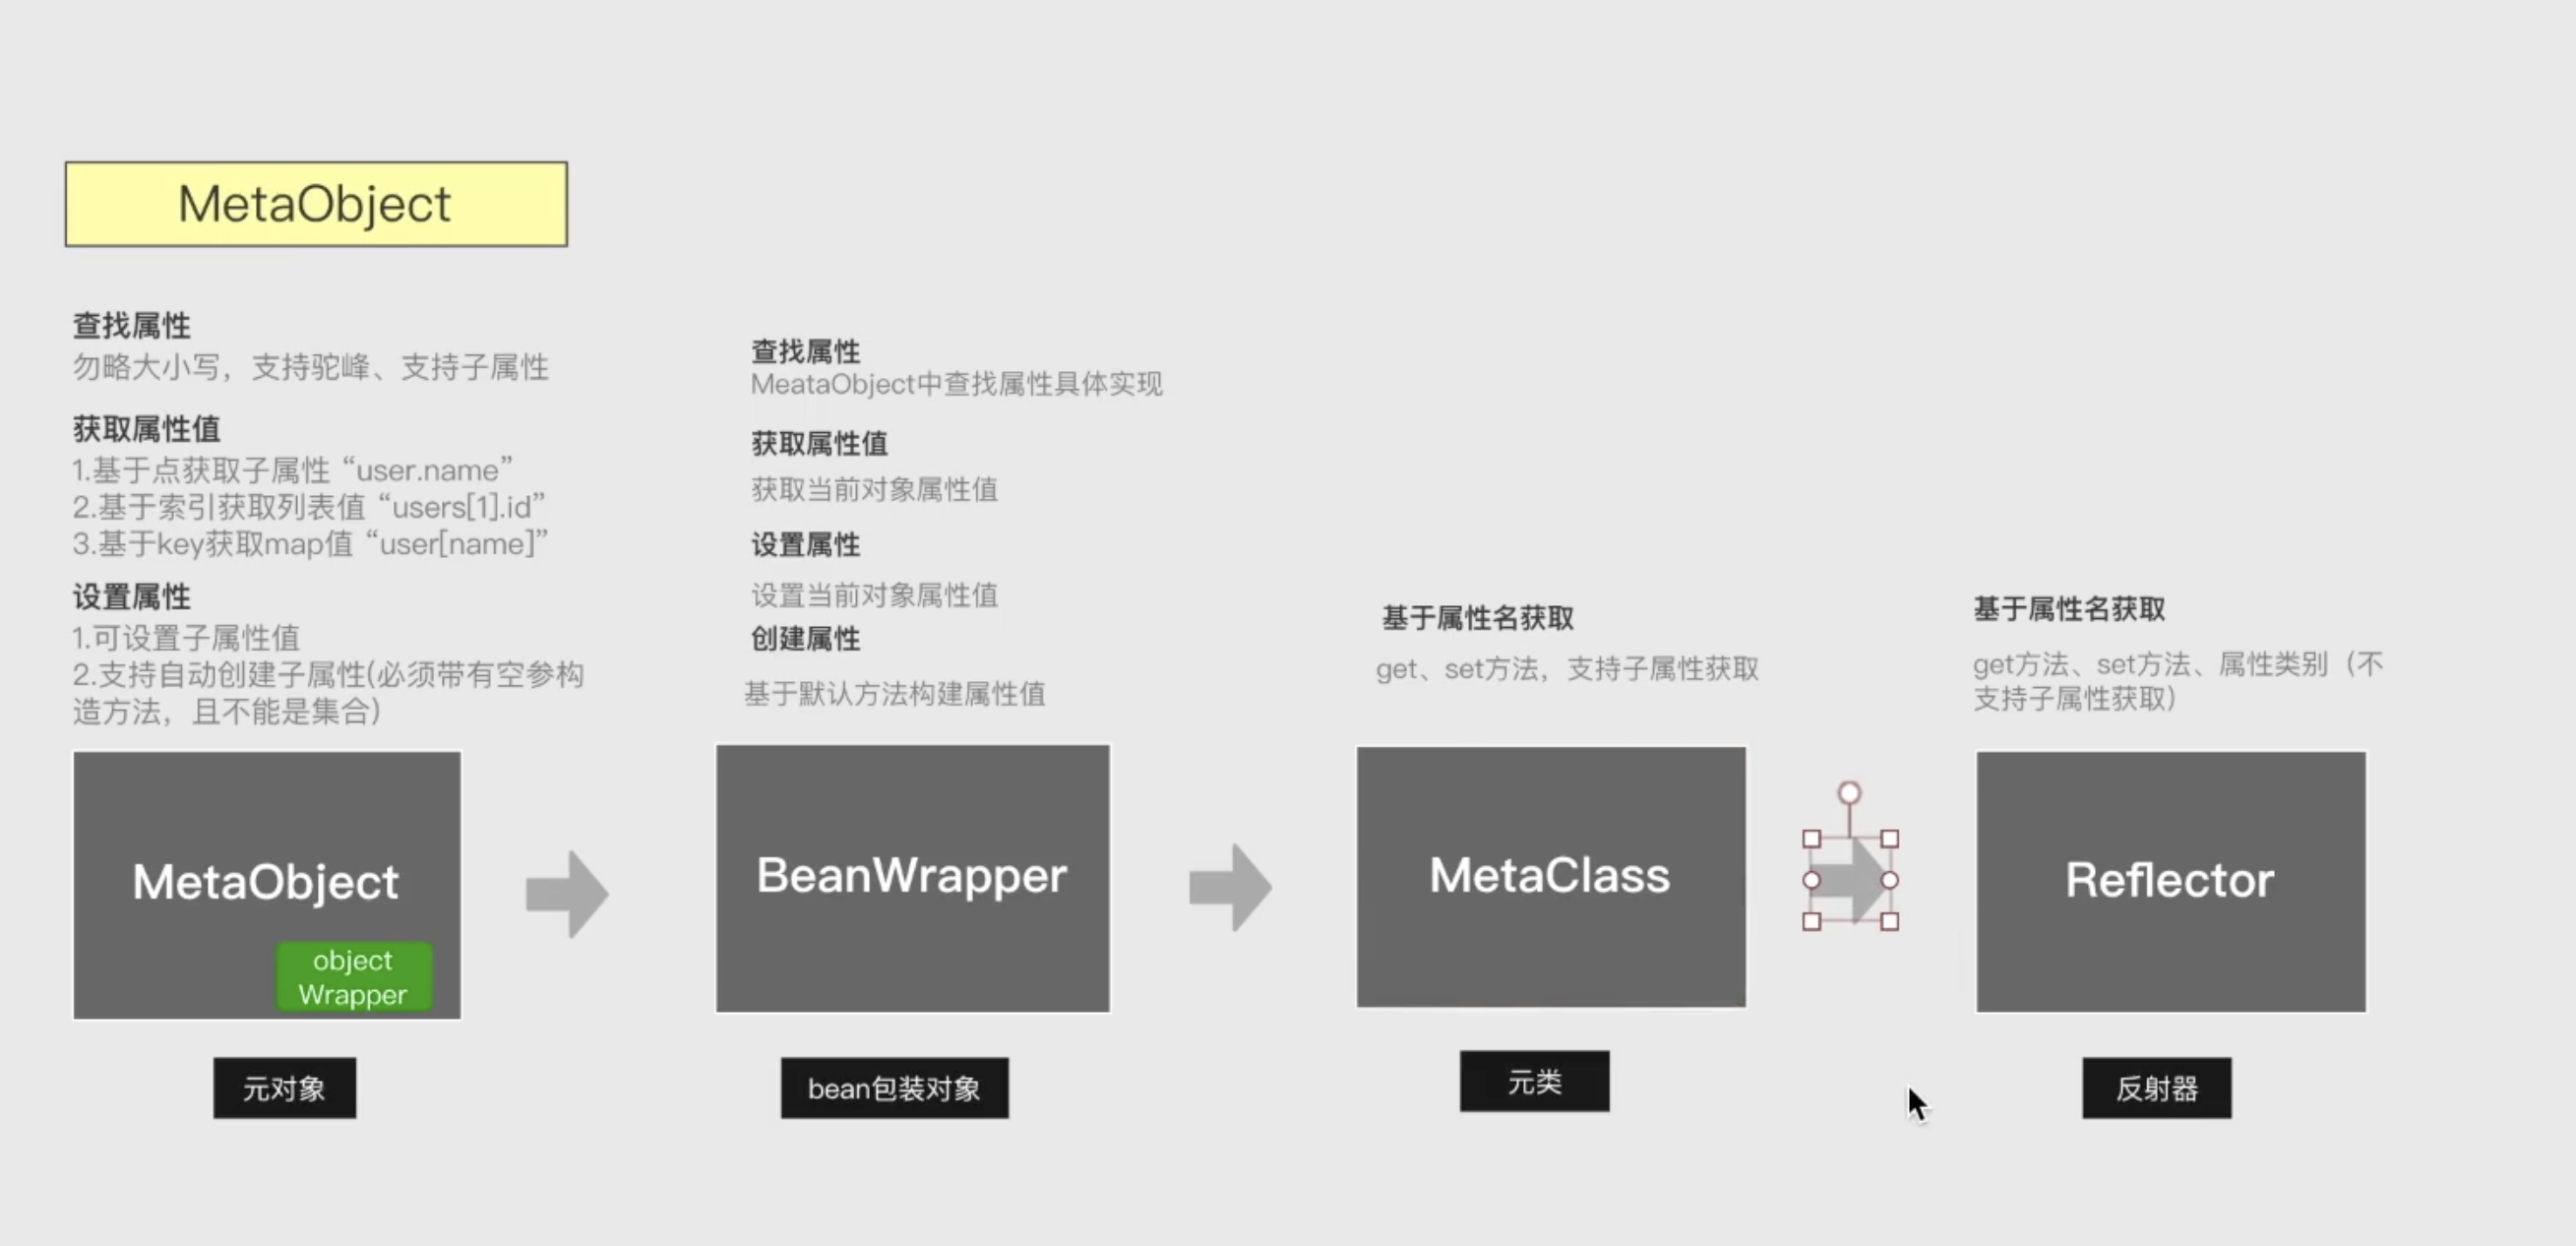 MetaObject
查找属性
勿略大小写，支持驼峰、支持子属性
获取属性值
1.基于点获取子属性 “user.name”
2.基于索引获取列表值 “users[1].id”
3.基于key获取map值 “user[name]”
设置属性
1.可设置子属性值
2.支持自动创建子属性(必须带有空参构
造方法，且不能是集合)
MetaObject
object
Wrapper
元对象
查找属性
MeataObject中查找属性具体实现
获取属性值
获取当前对象属性值
设置属性
设置当前对象属性值
创建属性
基于默认方法构建属性值
BeanWrapper
bean包装对象
基于属性名获取
get、set方法，支持子属性获取
MetaClass
元类
基于属性名获取
get方法、set方法、属性类别（不
支持子属性获取）
Reflector
反射器